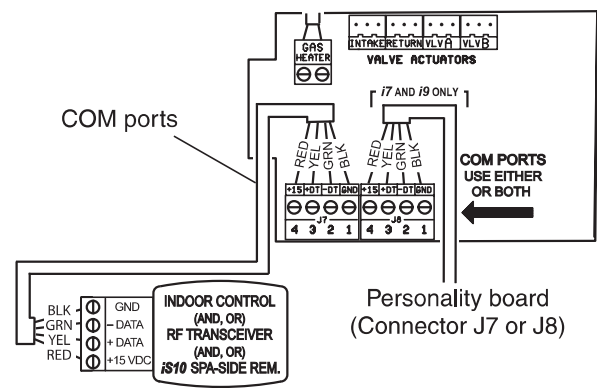 GAS
HEATER
INTAKE RETURN VLV A VLV B
VALVE ACTUATORS
i7 AND i9 ONLY
COM ports
RED YEL GRN BLK
RED YEL GRN BLK
COM PORTS
USE EITHER
OR BOTH
+15 +DT -DT GND
+15 +DT -DT GND
J7
J8
4 3 2 1
4 3 2 1
BLK GND
GRN - DATA
YEL + DATA
RED +15 VDC
INDOOR CONTROL
(AND, OR)
RF TRANSCEIVER
(AND, OR)
iS10 SPA-SIDE REM.
Personality board
(Connector J7 or J8)